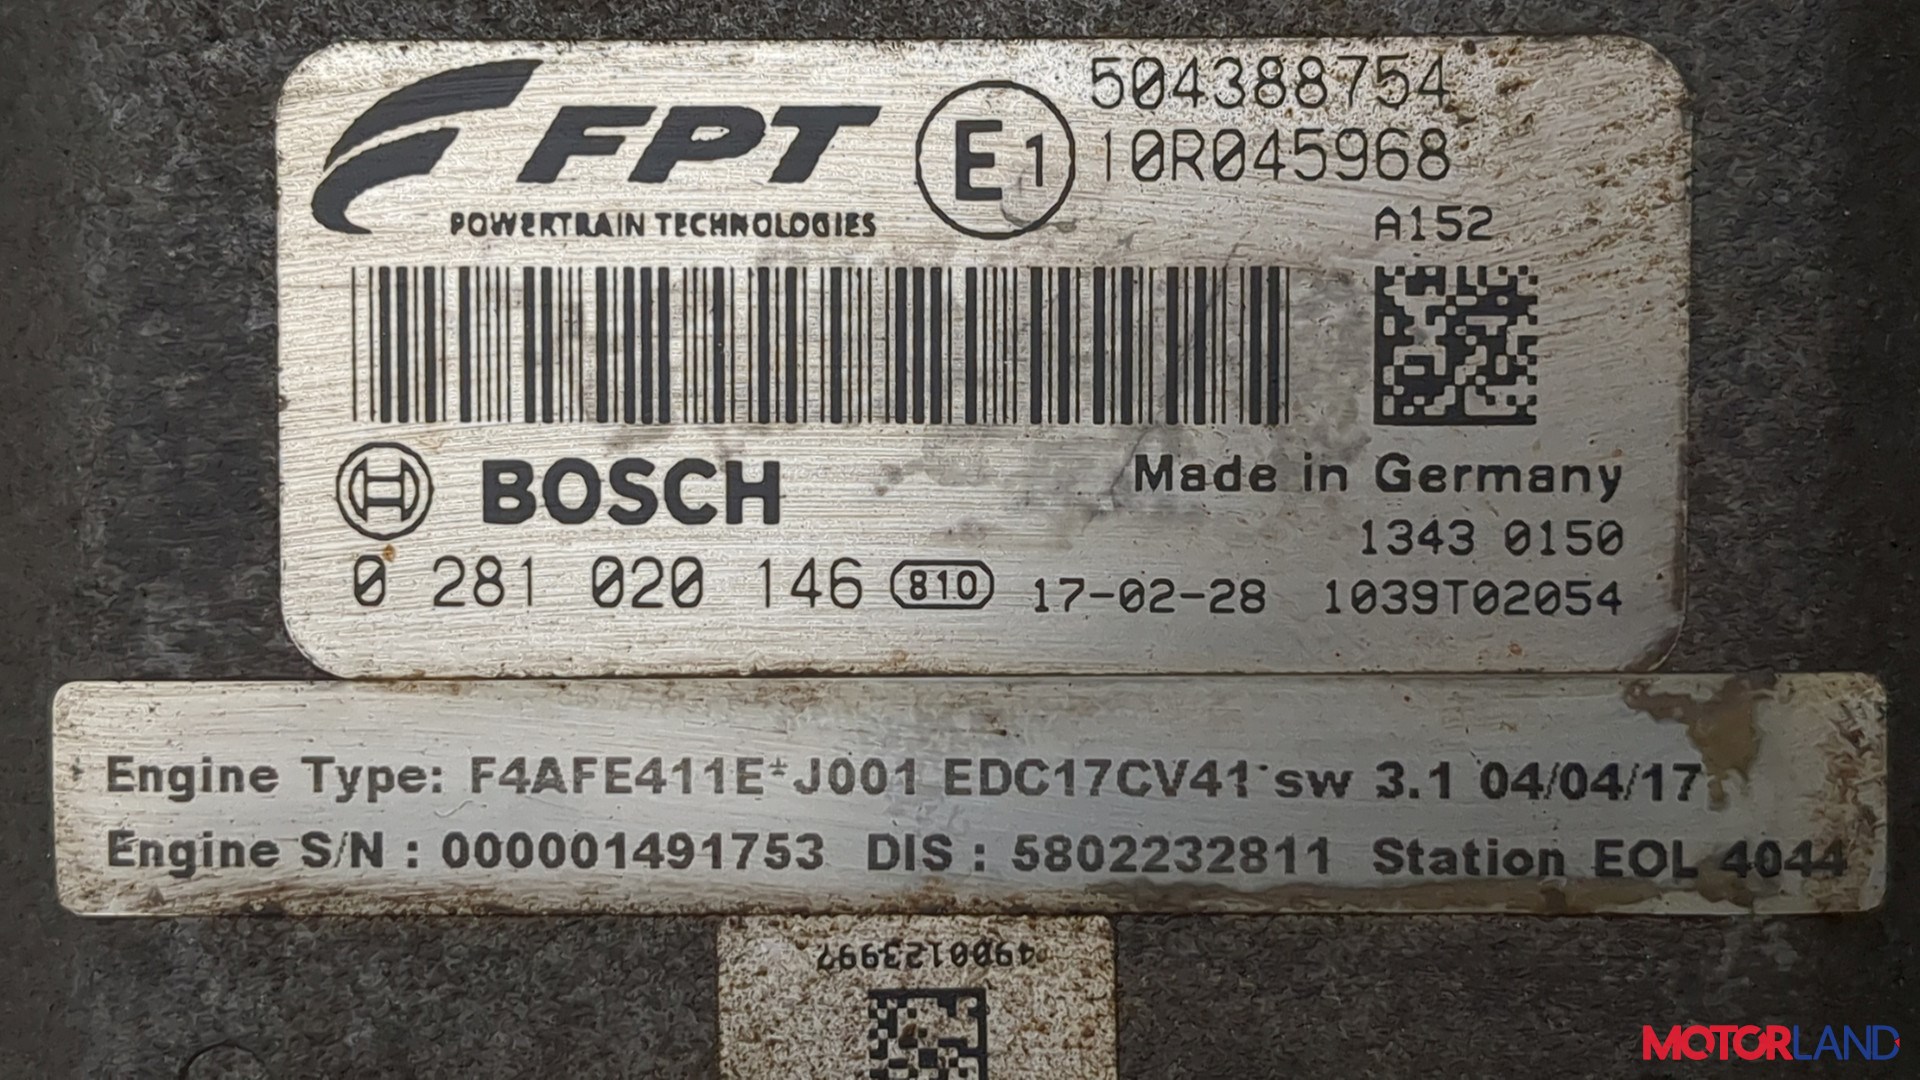 FPT
POWERTRAIN TECHNOLOGIES
E1
504388754
10R045968
A152
BOSCH
Made in Germany
1343 0150
0 281 020 146 810 17-02-28 1039T02054
Engine Type: F4AFE411E*J001 EDC17CV41 sw 3.1 04/04/17
Engine S/N : 000001491753 DIS : 5802232811 Station EOL 4044
MOTORLAND